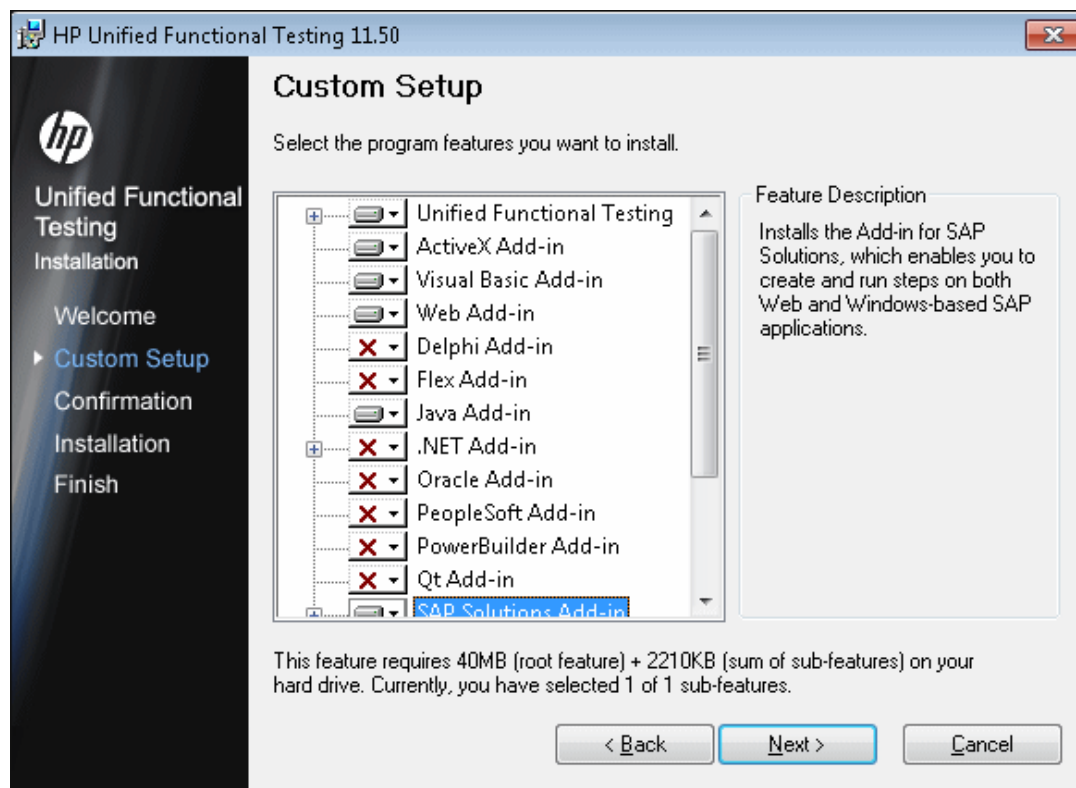 HP Unified Functional Testing 11.50
hp
Unified Functional
Testing
Installation
Welcome
Custom Setup
Confirmation
Installation
Finish
Custom Setup
Select the program features you want to install.
Unified Functional Testing
ActiveX Add-in
Visual Basic Add-in
Web Add-in
Delphi Add-in
Flex Add-in
Java Add-in
.NET Add-in
Oracle Add-in
PeopleSoft Add-in
PowerBuilder Add-in
Qt Add-in
SAP Solutions Add-in
Feature Description
Installs the Add-in for SAP
Solutions, which enables you to
create and run steps on both
Web and Windows-based SAP
applications.
This feature requires 40MB (root feature) + 2210KB (sum of sub-features) on your
hard drive. Currently, you have selected 1 of 1 sub-features.
< Back
Next >
Cancel